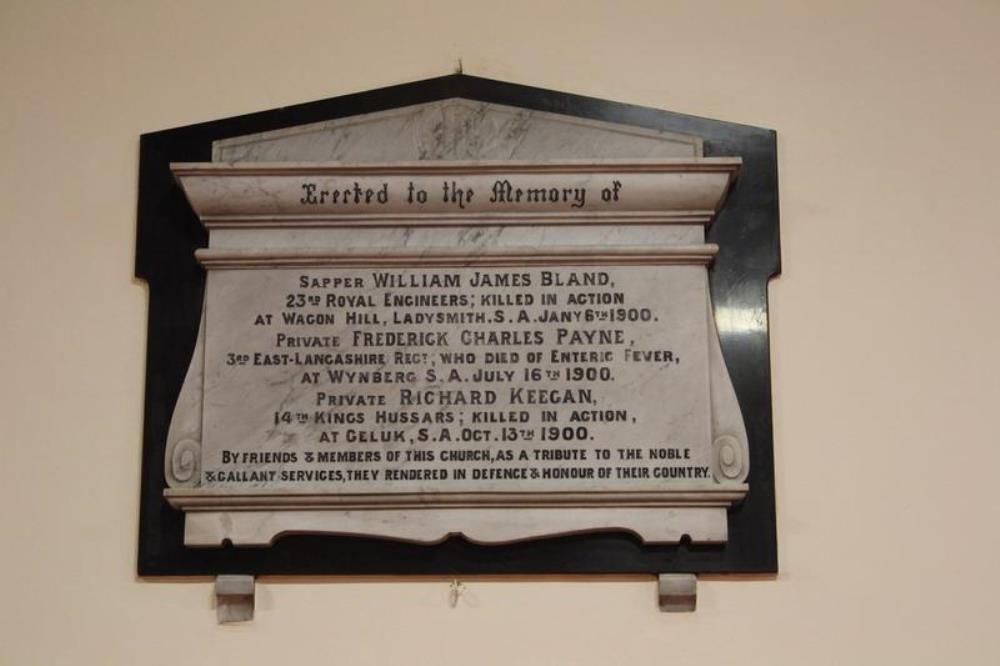 Erected to the Memory of
SAPPER WILLIAM JAMES BLAND,
23RD ROYAL ENGINEERS; KILLED IN ACTION
AT WAGON HILL, LADYSMITH. S.A. JANY 6TH 1900.
PRIVATE FREDERICK CHARLES PAYNE,
3RD EAST-LANCASHIRE REGT; WHO DIED OF ENTERIC FEVER,
AT WYNBERG S.A. JULY 16TH 1900.
PRIVATE RICHARD KEEGAN,
14TH KINGS HUSSARS; KILLED IN ACTION,
AT GELUK, S.A. OCT. 13TH 1900.
BY FRIENDS & MEMBERS OF THIS CHURCH, AS A TRIBUTE TO THE NOBLE
& GALLANT SERVICES, THEY RENDERED IN DEFENCE & HONOUR OF THEIR COUNTRY.